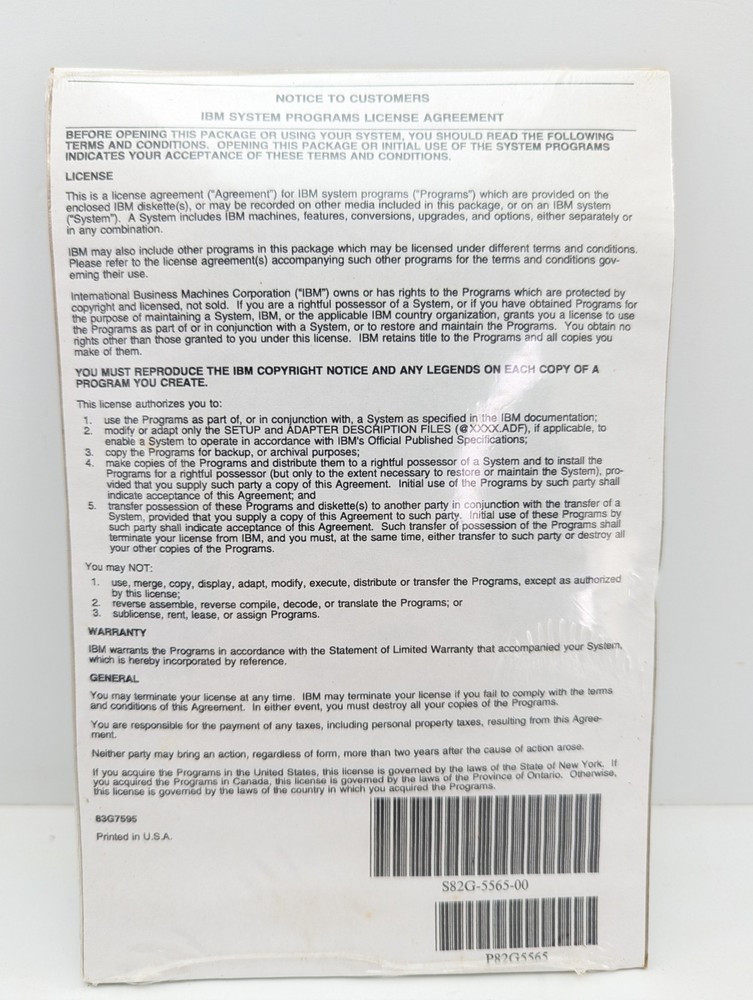 NOTICE TO CUSTOMERS
IBM SYSTEM PROGRAMS LICENSE AGREEMENT
BEFORE OPENING THIS PACKAGE OR USING YOUR SYSTEM, YOU SHOULD READ THE FOLLOWING
TERMS AND CONDITIONS. OPENING THIS PACKAGE OR INITIAL USE OF THE SYSTEM PROGRAMS
INDICATES YOUR ACCEPTANCE OF THESE TERMS AND CONDITIONS.
LICENSE
This is a license agreement ("Agreement") for IBM system programs ("Programs") which are provided on the
enclosed IBM diskette(s), or may be recorded on other media included in this package, or on an IBM system
("System"). A System includes IBM machines, features, conversions, upgrades, and options, either separately or
in any combination.
IBM may also include other programs in this package which may be licensed under different terms and conditions.
Please refer to the license agreement(s) accompanying such other programs for the terms and conditions gov-
erning their use.
International Business Machines Corporation ("IBM") owns or has rights to the Programs which are protected by
copyright and licensed, not sold. If you are a rightful possessor of a System, or if you have obtained Programs for
the purpose of maintaining a System, IBM, or the applicable IBM country organization, grants you a license to use
the Programs as part of or in conjunction with a System, or to restore and maintain the Programs. You obtain no
rights other than those granted to you under this license. IBM retains title to the Programs and all copies you
make of them.
YOU MUST REPRODUCE THE IBM COPYRIGHT NOTICE AND ANY LEGENDS ON EACH COPY OF A
PROGRAM YOU CREATE.
This license authorizes you to:
1. use the Programs as part of, or in conjunction with, a System as specified in the IBM documentation;
2. modify or adapt only the SETUP and ADAPTER DESCRIPTION FILES (@XXXX.ADF), if applicable, to
enable a System to operate in accordance with IBM's Official Published Specifications;
3. copy the Programs for backup, or archival purposes;
4. make copies of the Programs and distribute them to a rightful possessor of a System and to install the
Programs for a rightful possessor (but only to the extent necessary to restore or maintain the System), pro-
vided that you supply such party a copy of this Agreement. Initial use of the Programs by such party shall
indicate acceptance of this Agreement; and
5. transfer possession of these Programs and diskette(s) to another party in conjunction with the transfer of a
System, provided that you supply a copy of this Agreement to such party. Initial use of these Programs by
such party shall indicate acceptance of this Agreement. Such transfer of possession of the Programs shall
terminate your license from IBM, and you must, at the same time, either transfer to such party or destroy all
your other copies of the Programs.
You may NOT:
1. use, merge, copy, display, adapt, modify, execute, distribute or transfer the Programs, except as authorized
by this license;
2. reverse assemble, reverse compile, decode, or translate the Programs; or
3. sublicense, rent, lease, or assign Programs.
WARRANTY
IBM warrants the Programs in accordance with the Statement of Limited Warranty that accompanied your System,
which is hereby incorporated by reference.
GENERAL
You may terminate your license at any time. IBM may terminate your license if you fail to comply with the terms
and conditions of this Agreement. In either event, you must destroy all your copies of the Programs.
You are responsible for the payment of any taxes, including personal property taxes, resulting from this Agree-
ment.
Neither party may bring an action, regardless of form, more than two years after the cause of action arose.
If you acquire the Programs in the United States, this license is governed by the laws of the State of New York. If
you acquired the Programs in Canada, this license is governed by the laws of the Province of Ontario. Otherwise,
this license is governed by the laws of the country in which you acquired the Programs.
83G7595
Printed in U.S.A.
S82G-5565-00
P82G5565